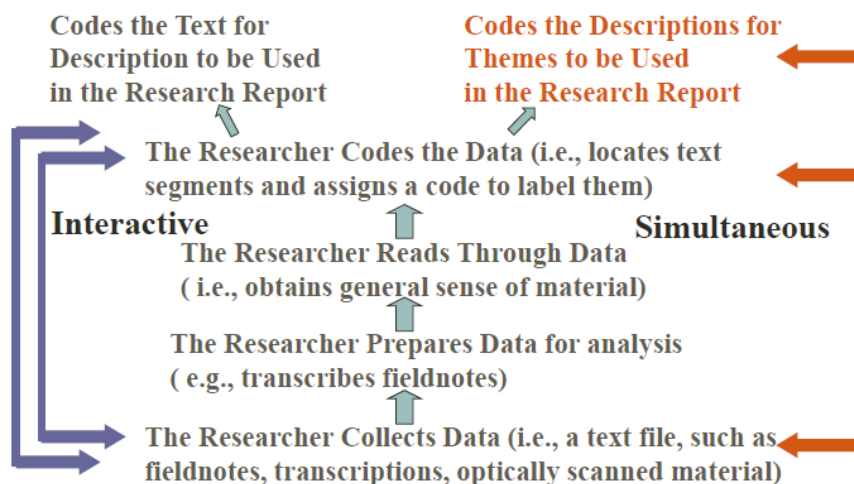 Codes the Text for
Description to be Used
in the Research Report
Codes the Descriptions for
Themes to be Used
in the Research Report
The Researcher Codes the Data (i.e., locates text
segments and assigns a code to label them)
Interactive
Simultaneous
The Researcher Reads Through Data
( i.e., obtains general sense of material)
The Researcher Prepares Data for analysis
( e.g., transcribes fieldnotes)
The Researcher Collects Data (i.e., a text file, such as
fieldnotes, transcriptions, optically scanned material)